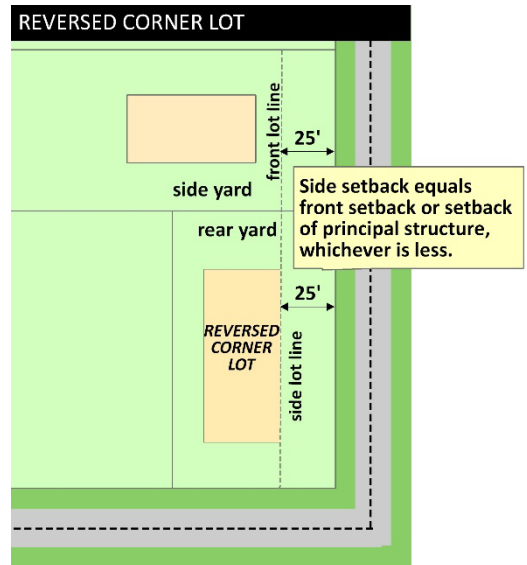 REVERSED CORNER LOT
front lot line
25'
side yard
Side setback equals
front setback or setback
of principal structure,
whichever is less.
rear yard
25'
REVERSED
CORNER
LOT
side lot line